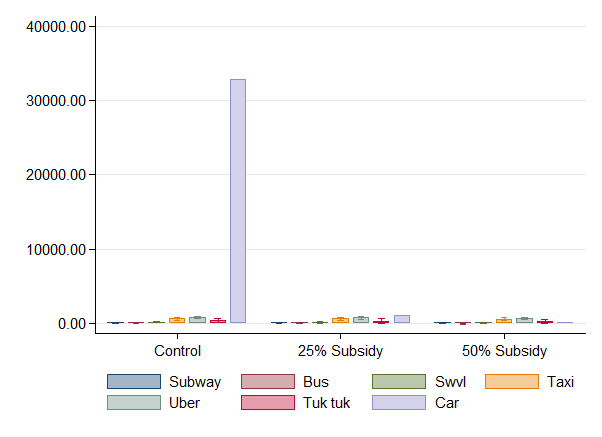 40000.00
30000.00
20000.00
10000.00
0.00
Control 25% Subsidy 50% Subsidy
Subway Bus Swvl Taxi
Uber Tuk tuk Car